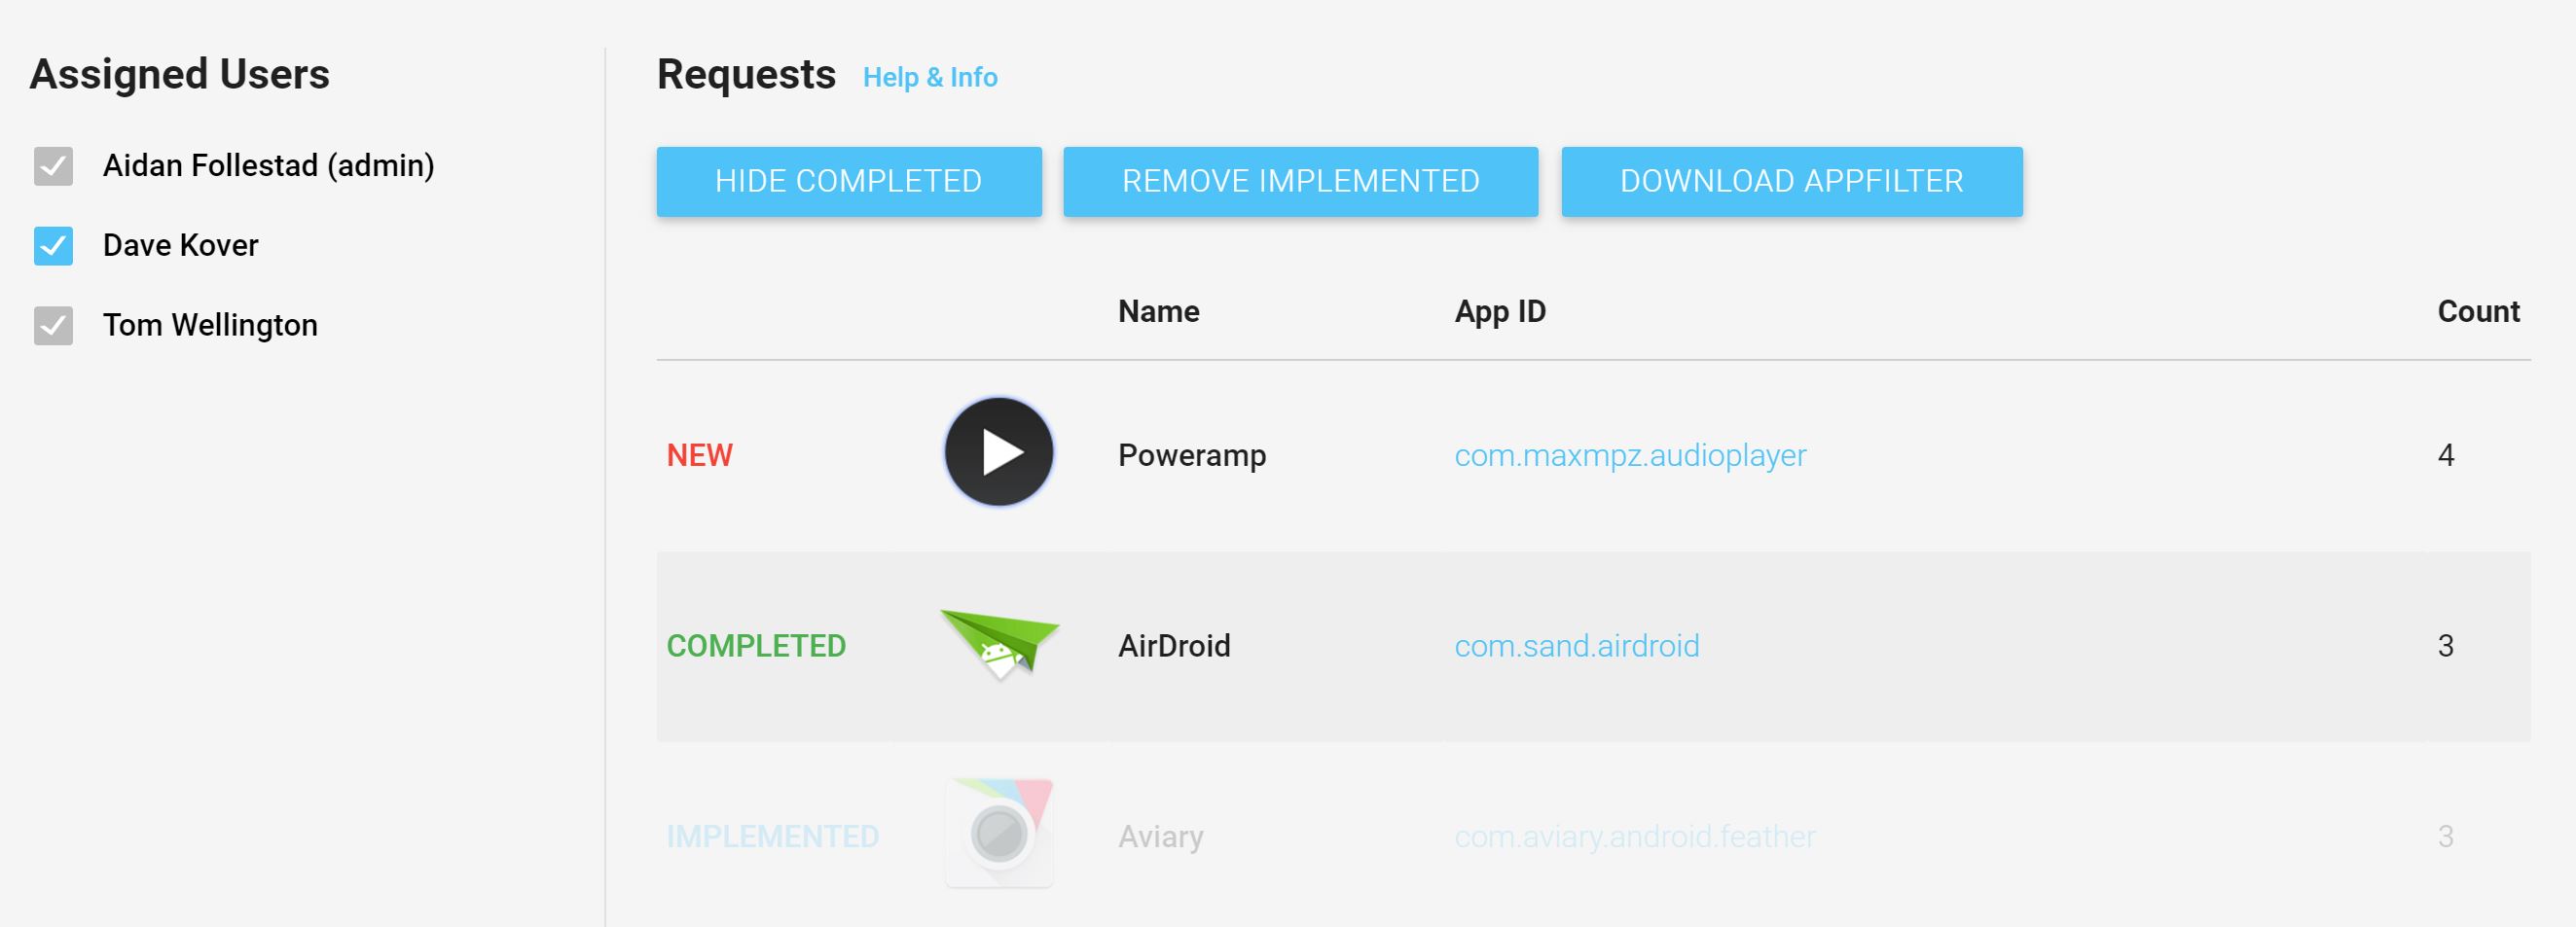 Assigned Users
Aidan Follestad (admin)
Dave Kover
Tom Wellington
Requests Help & Info
HIDE COMPLETED REMOVE IMPLEMENTED DOWNLOAD APPFILTER
Name App ID Count
NEW Poweramp com.maxmpz.audioplayer 4
COMPLETED AirDroid com.sand.airdroid 3
IMPLEMENTED Aviary com.aviary.android.feather 3